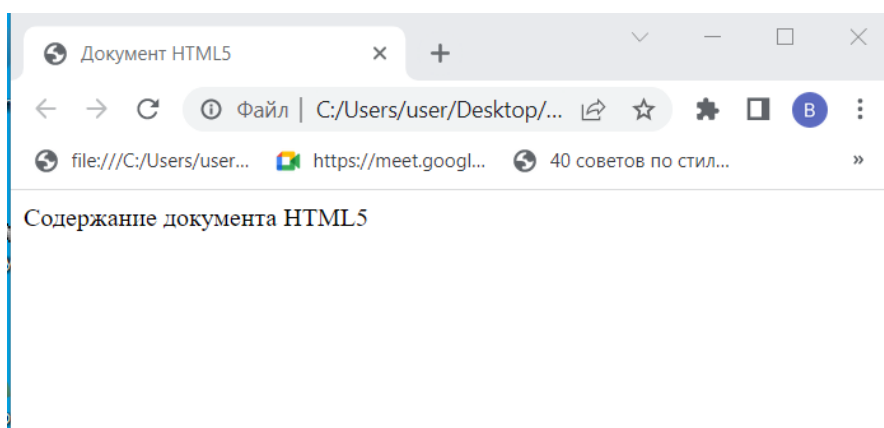 Документ HTML5
Файл | C:/Users/user/Desktop/... B
file:///C:/Users/user... https://meet.googl... 40 советов по стил... »
Содержание документа HTML5